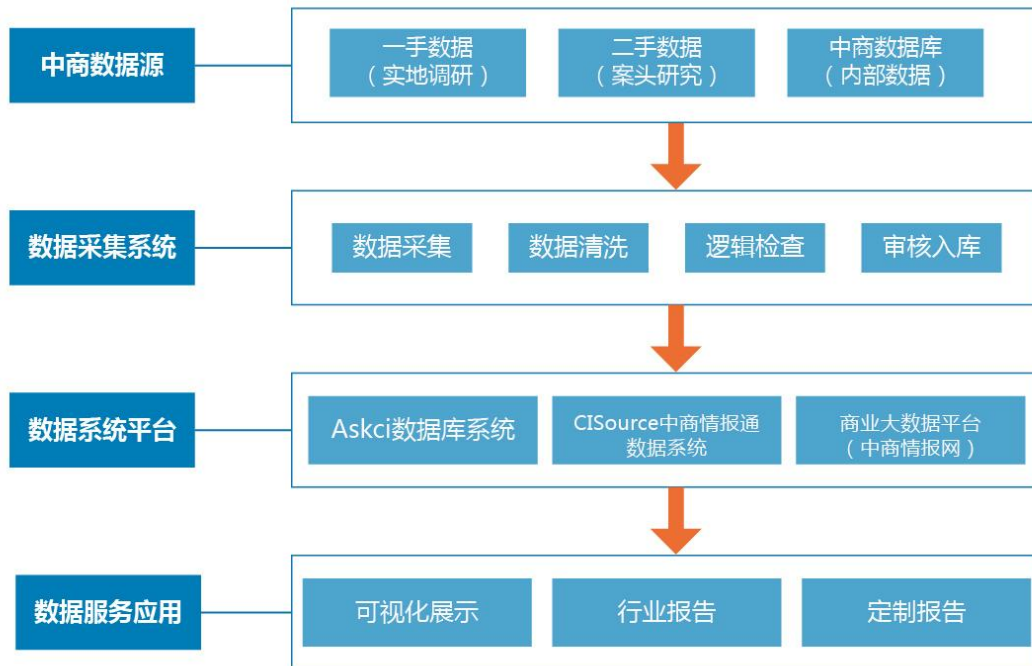 中商数据源
一手数据
（实地调研）
二手数据
（案头研究）
中商数据库
（内部数据）
数据采集系统
数据采集
数据清洗
逻辑检查
审核入库
数据系统平台
Askci数据库系统
CISource中商情报通
数据系统
商业大数据平台
（中商情报网）
数据服务应用
可视化展示
行业报告
定制报告